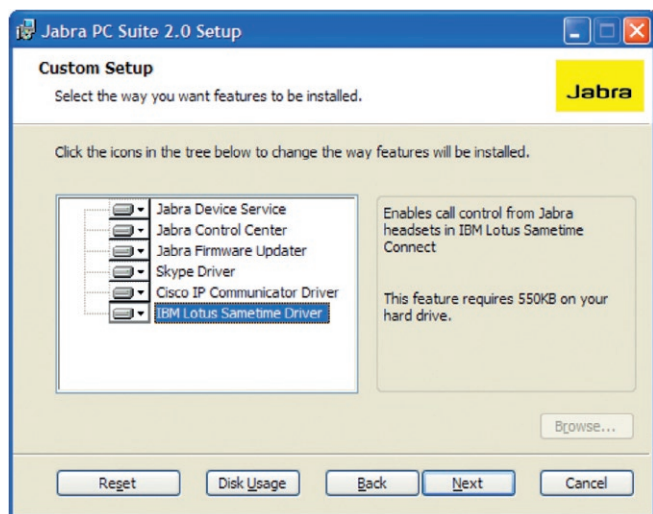 Jabra PC Suite 2.0 Setup
Custom Setup
Select the way you want features to be installed.
Jabra
Click the icons in the tree below to change the way features will be installed.
Jabra Device Service
Jabra Control Center
Jabra Firmware Updater
Skype Driver
Cisco IP Communicator Driver
IBM Lotus Sametime Driver
Enables call control from Jabra
headsets in IBM Lotus Sametime
Connect
This feature requires 550KB on your
hard drive.
Browse...
Reset
Disk Usage
Back
Next
Cancel